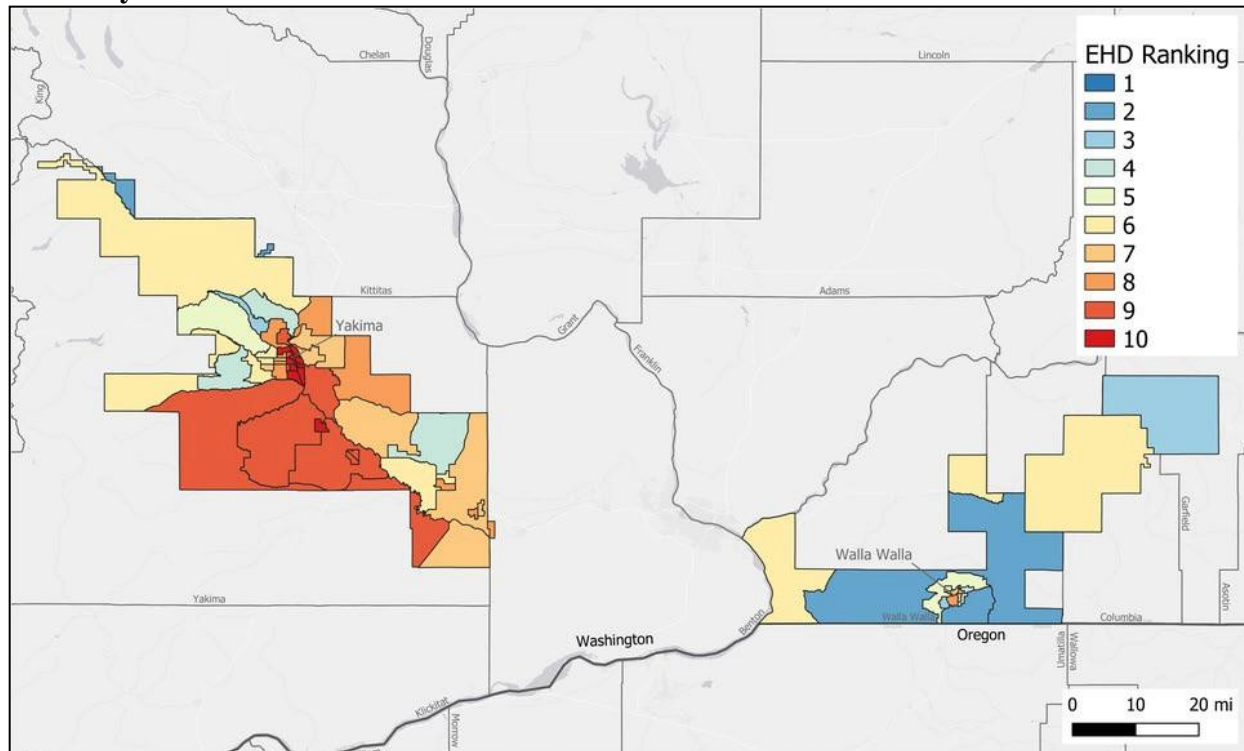 Chelan
Douglas
Lincoln
King
EHD Ranking
1
2
3
4
5
6
7
8
9
10
Kittitas
Adams
Yakima
Grant
Franklin
Garfield
Asotin
Walla Walla
Yakima
Benton
Walla Walla
Columbia
Washington
Oregon
Umatilla
Wallowa
Klickitat
Morrow
0 10 20 mi